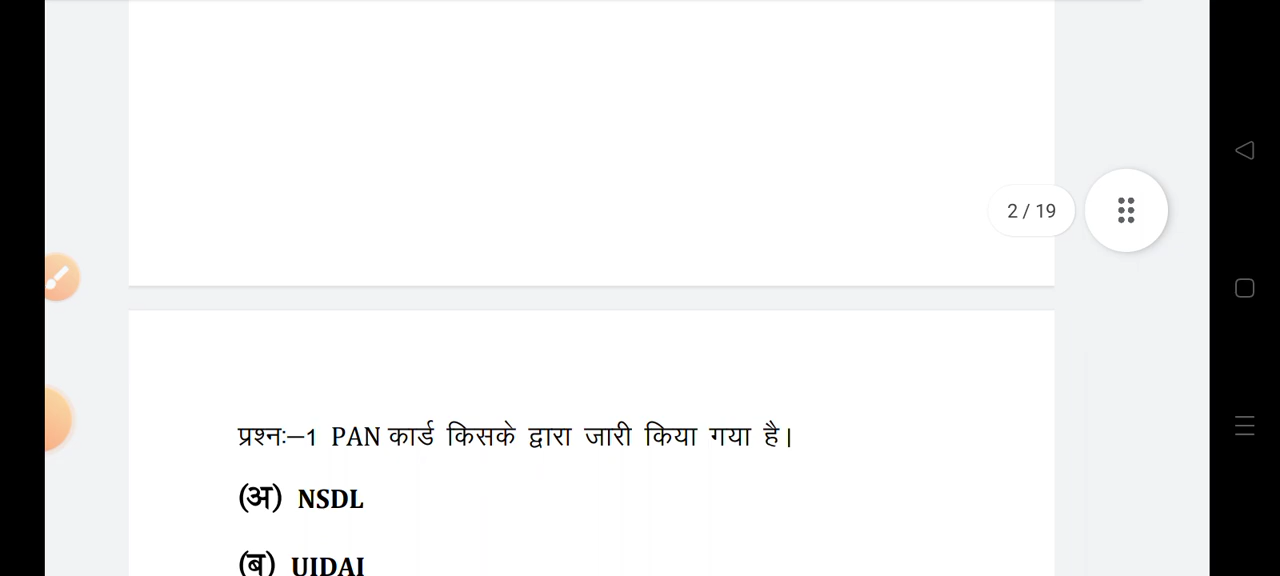 2 / 19
प्रश्नः–1 PAN कार्ड किसके द्वारा जारी किया गया है।
(अ) NSDL
(ब) UIDAI